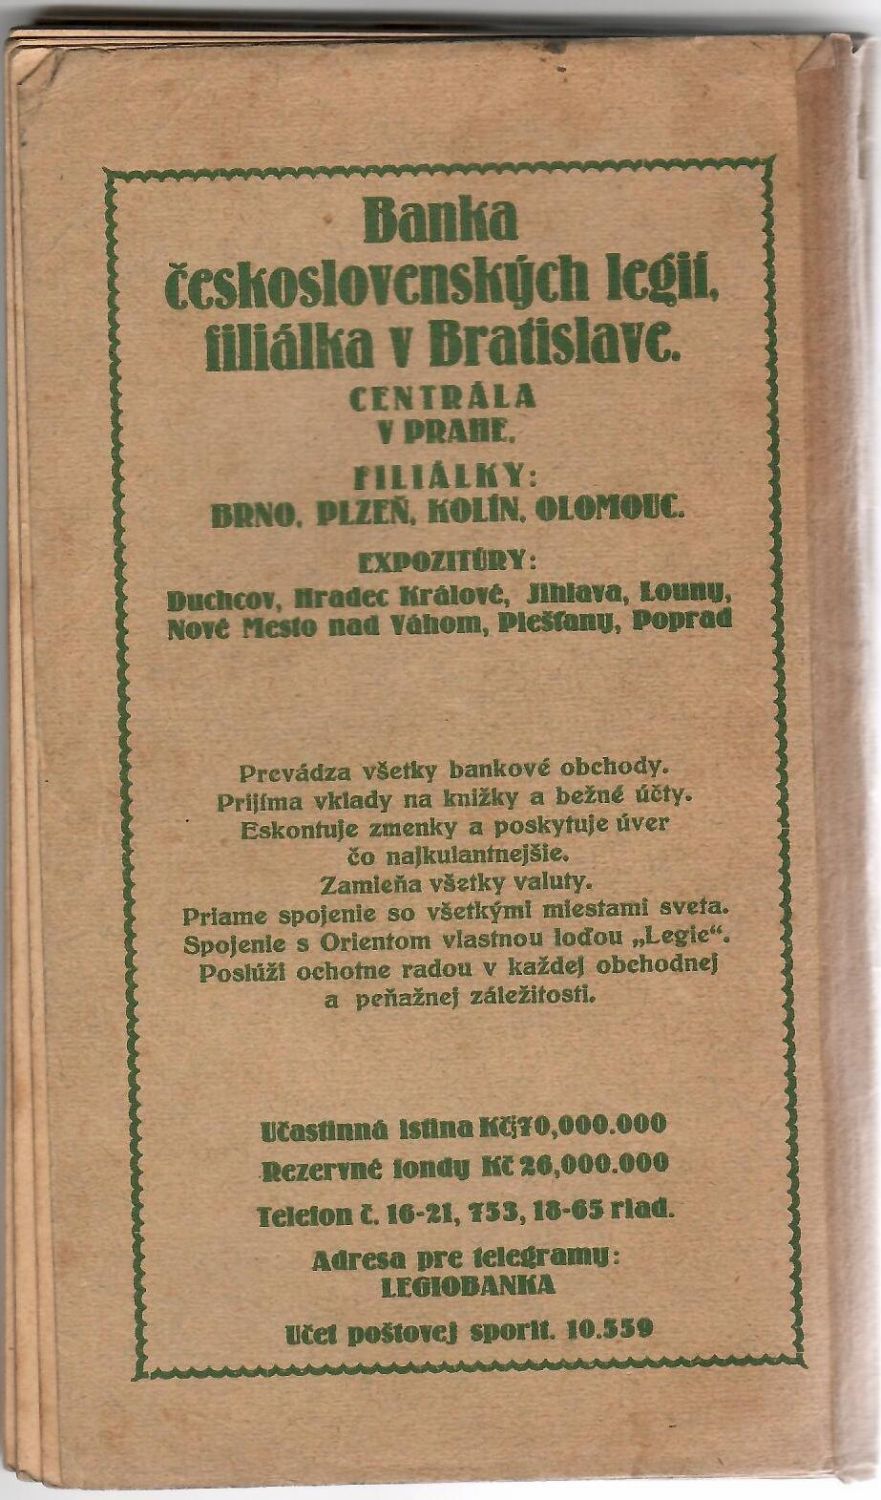 Banka
československých legií,
filiálka v Bratislave.
CENTRÁLA
V PRAHE.
FILIÁLKY:
BRNO, PLZEŇ, KOLÍN, OLOMOUC.
EXPOZITÚRY:
Duchcov, Hradec Králové, Jihlava, Louny,
Nové Mesto nad Váhom, Piešťany, Poprad
Prevádza všetky bankové obchody.
Prijíma vklady na knižky a bežné účty.
Eskontuje zmenky a poskytuje úver
čo najkulantnejšie.
Zamieňa všetky valuty.
Priame spojenie so všetkými miestami sveta.
Spojenie s Orientom vlastnou loďou „Legie“.
Poslúži ochotne radou v každej obchodnej
a peňažnej záležitosti.
Učastinná istina Kč 70,000.000
Rezervné fondy Kč 26,000.000
Telefon č. 16-21, 753, 18-65 riad.
Adresa pre telegramy:
LEGIOBANKA
Účet poštovej sporit. 10.559